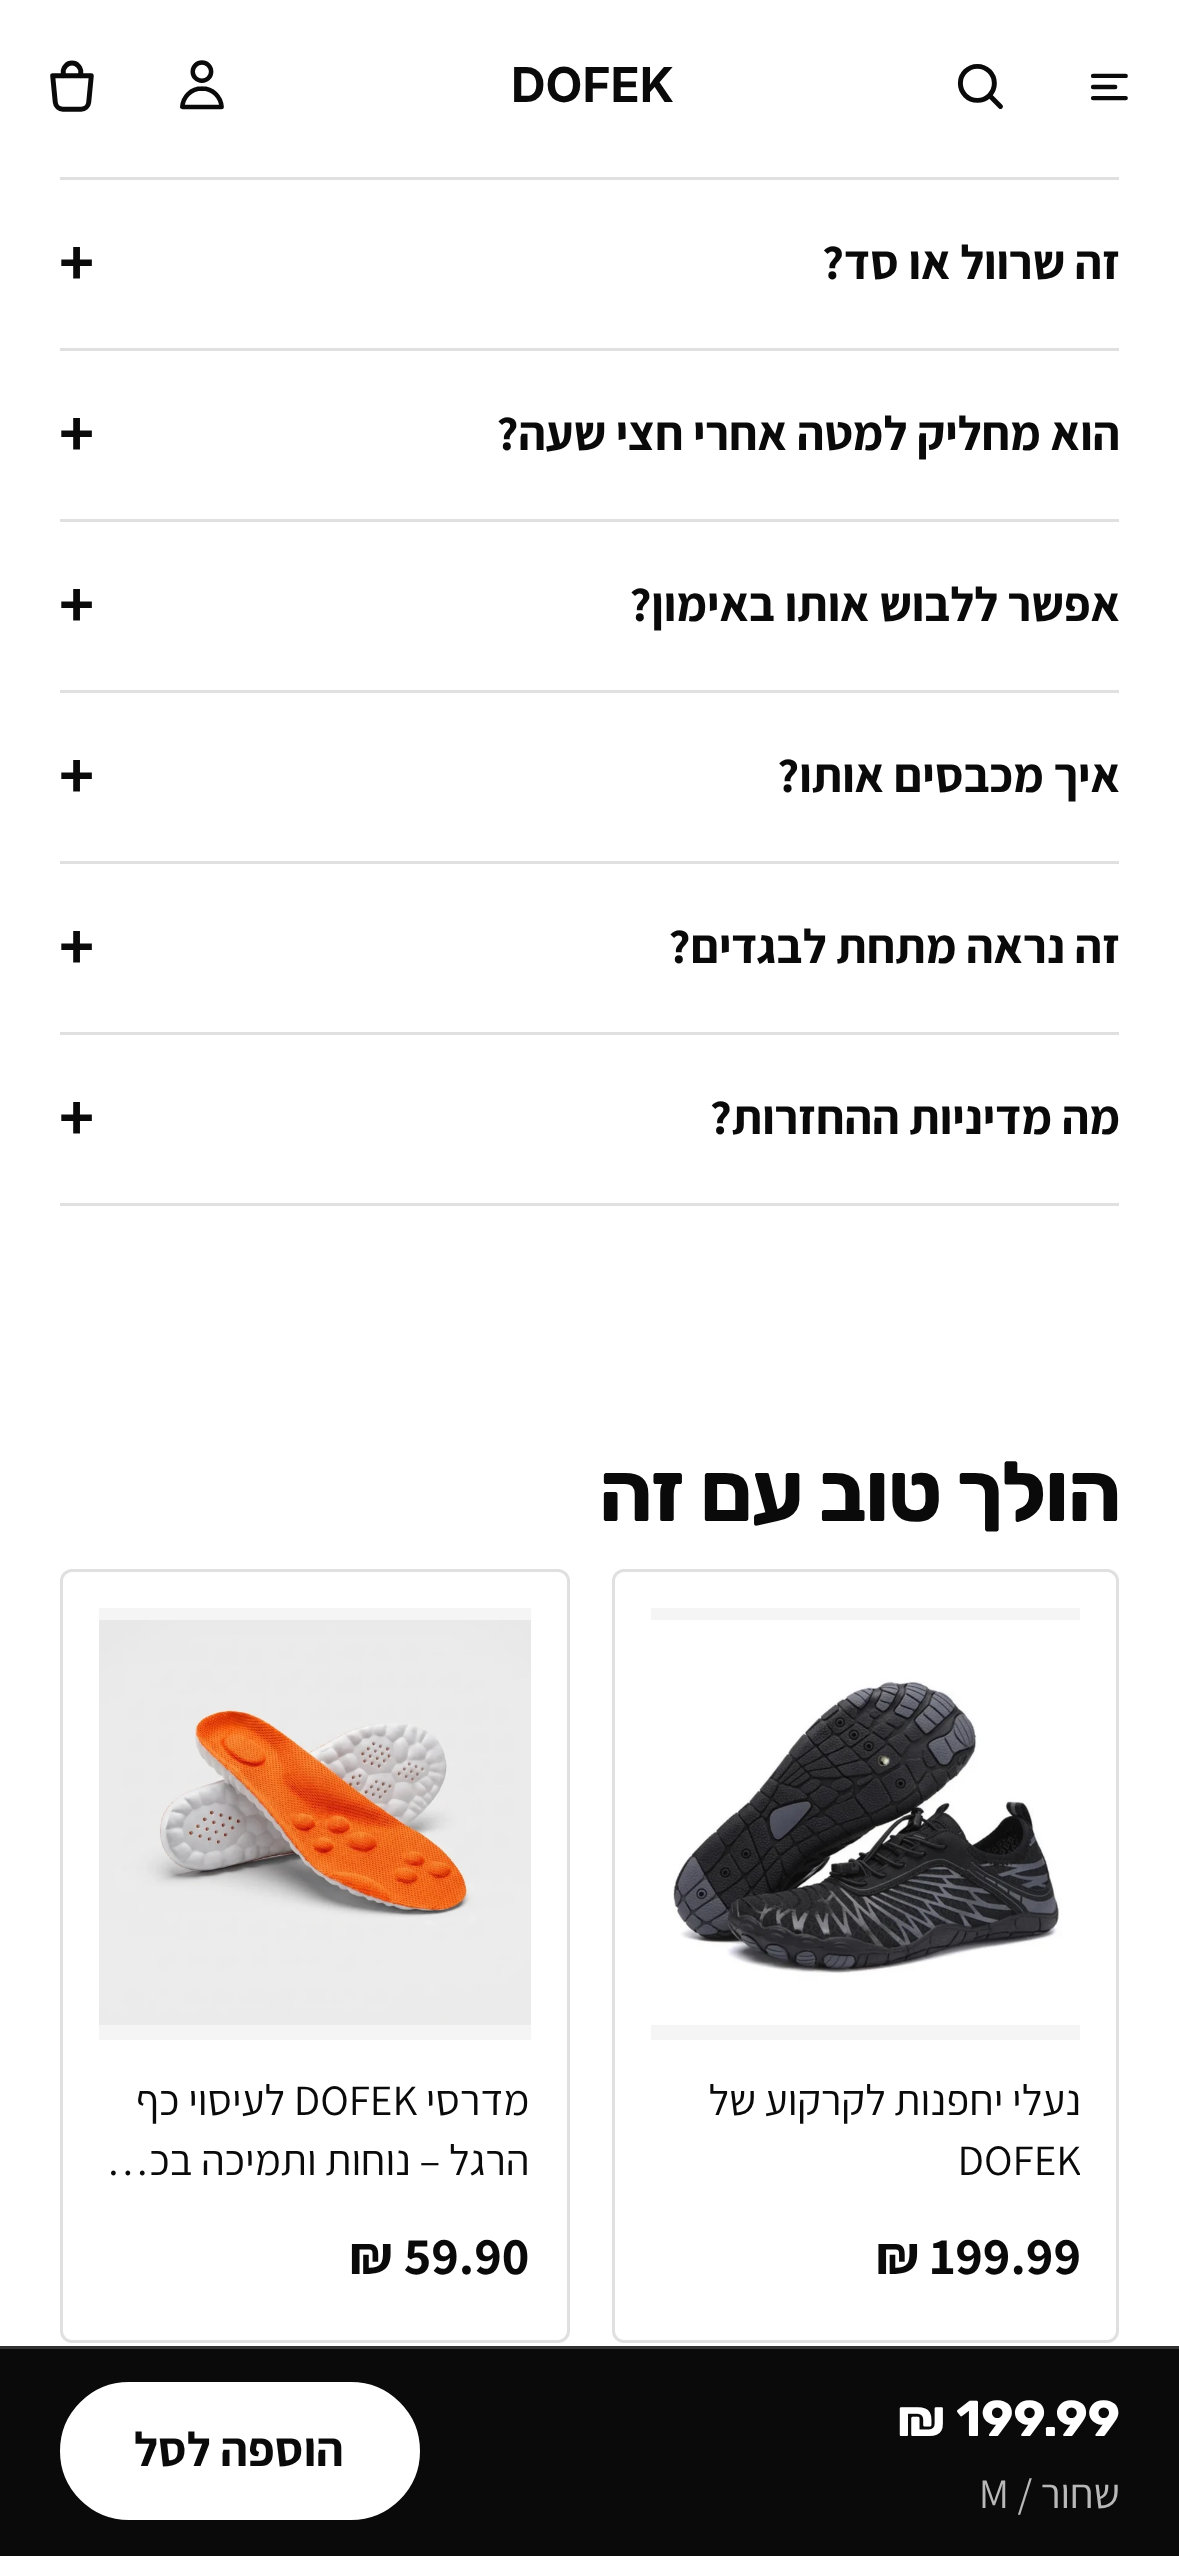 DOFEK
זה שרוול או סד?
הוא מחליק למטה אחרי חצי שעה?
אפשר ללבוש אותו באימון?
איך מכבסים אותו?
זה נראה מתחת לבגדים?
מה מדיניות ההחזרות?
הולך טוב עם זה
נעלי יחפנות לקרקוע של
DOFEK
199.99 ₪
מדרסי DOFEK לעיסוי כף
הרגל – נוחות ותמיכה בכ...
59.90 ₪
199.99 ₪
שחור / M
הוספה לסל